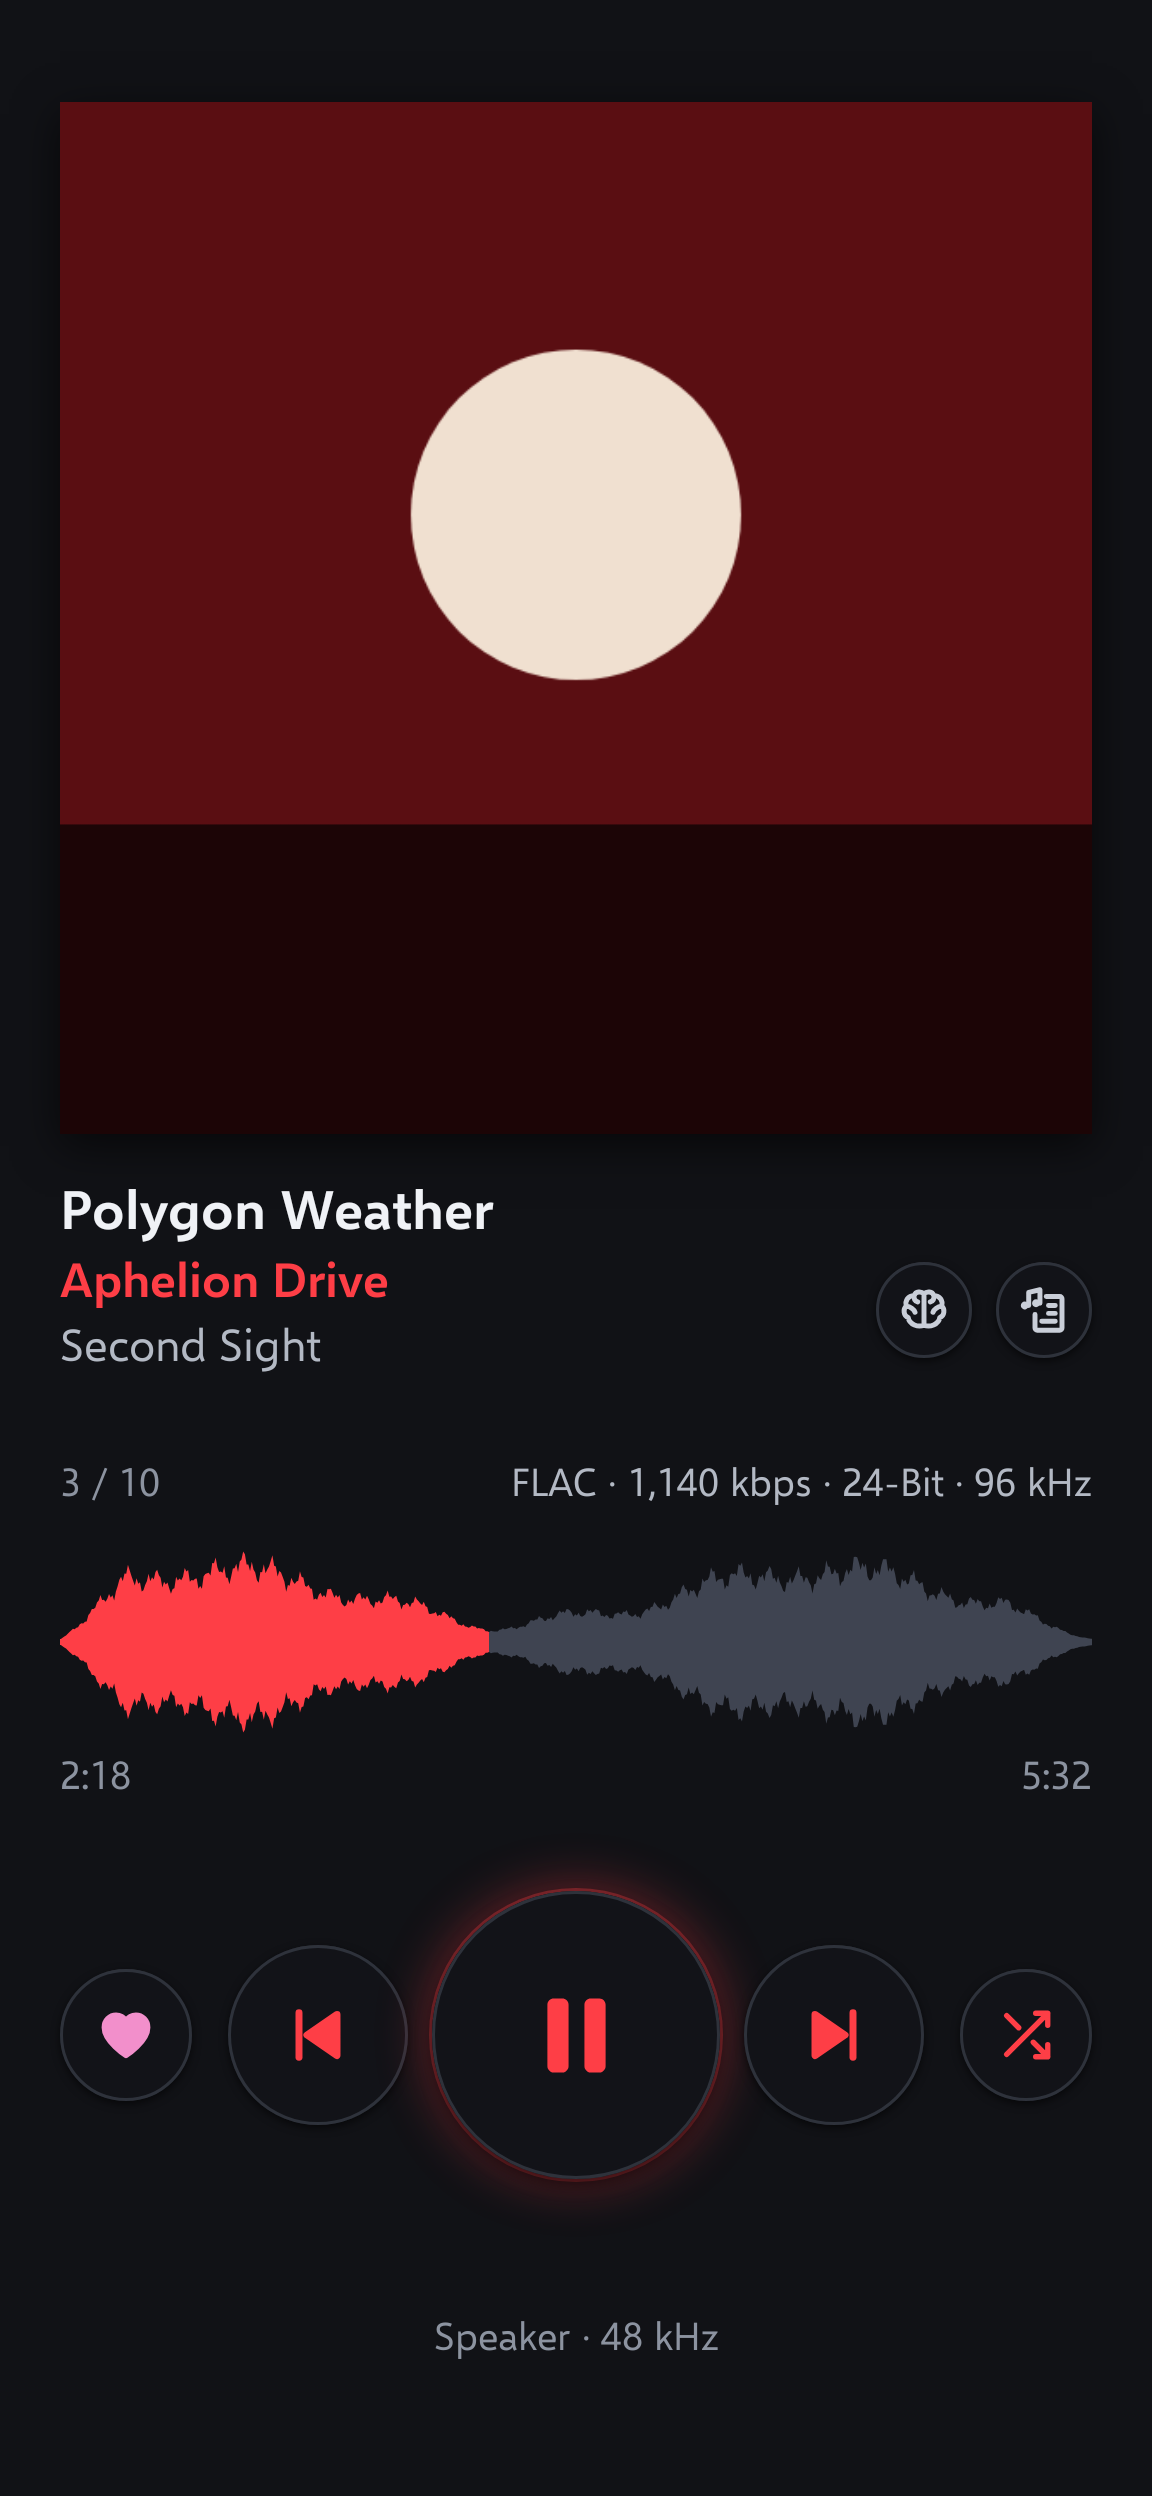 Polygon Weather
Aphelion Drive
Second Sight
3 / 10
FLAC · 1,140 kbps · 24-Bit · 96 kHz
2:18
5:32
Speaker · 48 kHz